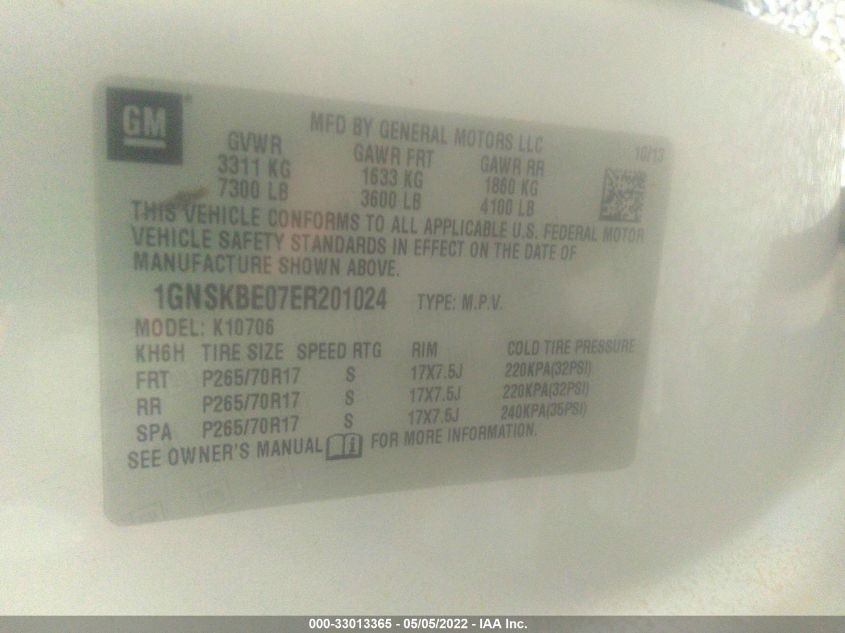 GM
MFD BY GENERAL MOTORS LLC
10/13
GVWR GAWR FRT GAWR RR
3311 KG 1633 KG 1860 KG
7300 LB 3600 LB 4100 LB
THIS VEHICLE CONFORMS TO ALL APPLICABLE U.S. FEDERAL MOTOR
VEHICLE SAFETY STANDARDS IN EFFECT ON THE DATE OF
MANUFACTURE SHOWN ABOVE.
1GNSKBE07ER201024 TYPE: M.P.V.
MODEL: K10706
KH6H TIRE SIZE SPEED RTG RIM COLD TIRE PRESSURE
FRT P265/70R17 S 17X7.5J 220KPA(32PSI)
RR P265/70R17 S 17X7.5J 220KPA(32PSI)
SPA P265/70R17 S 17X7.5J 240KPA(35PSI)
SEE OWNER'S MANUAL FOR MORE INFORMATION.
000-33013365 - 05/05/2022 - IAA Inc.